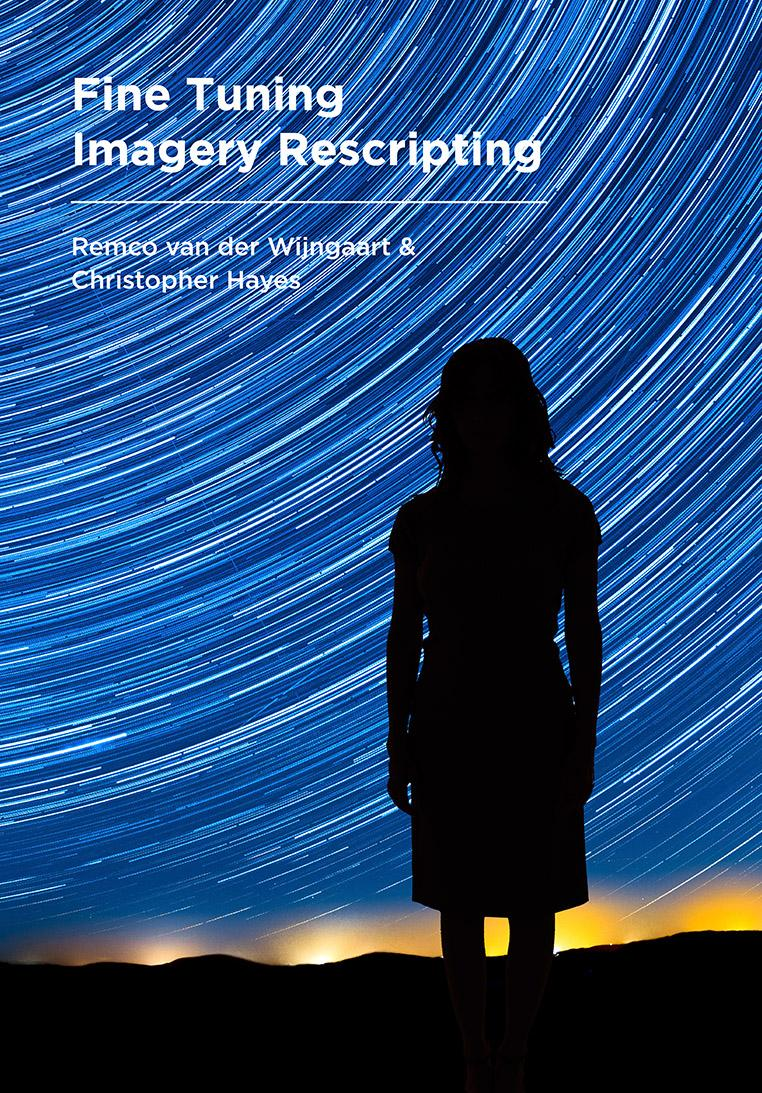 Fine Tuning
Imagery Rescripting
Remco van der Wijngaart &
Christopher Hayes